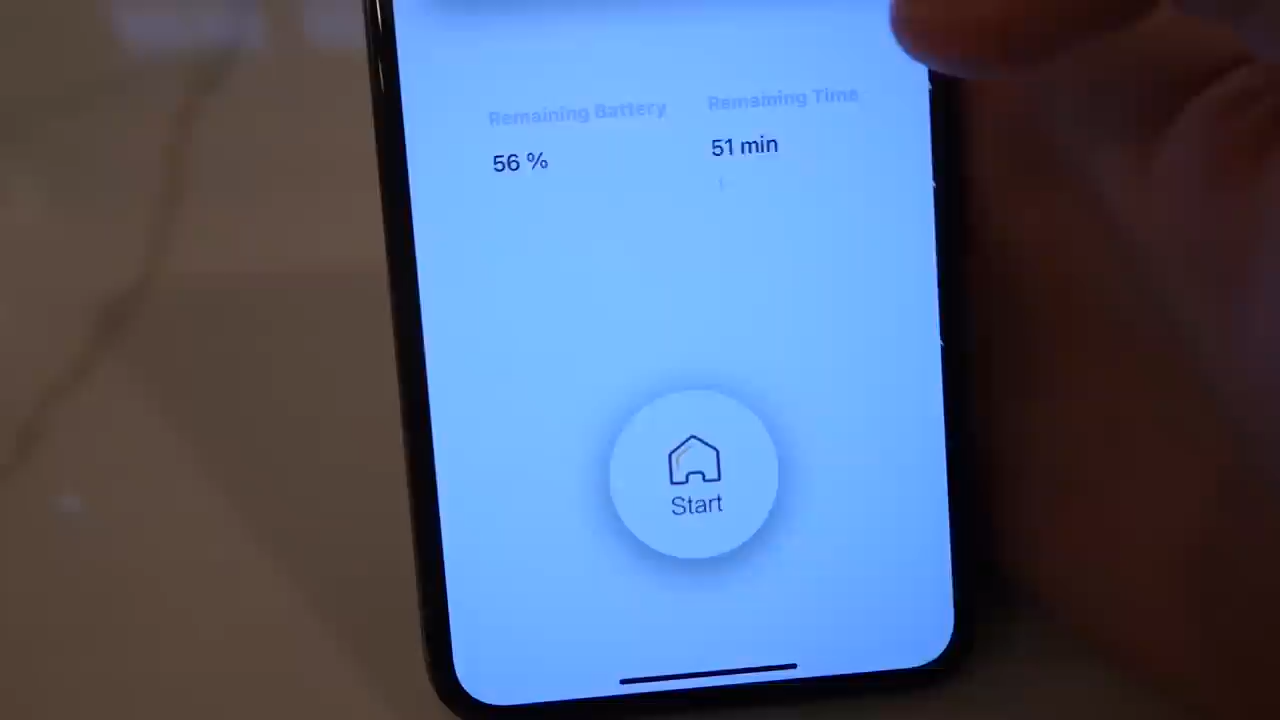 Remaining Battery
Remaining Time
56 %
51 min
Start